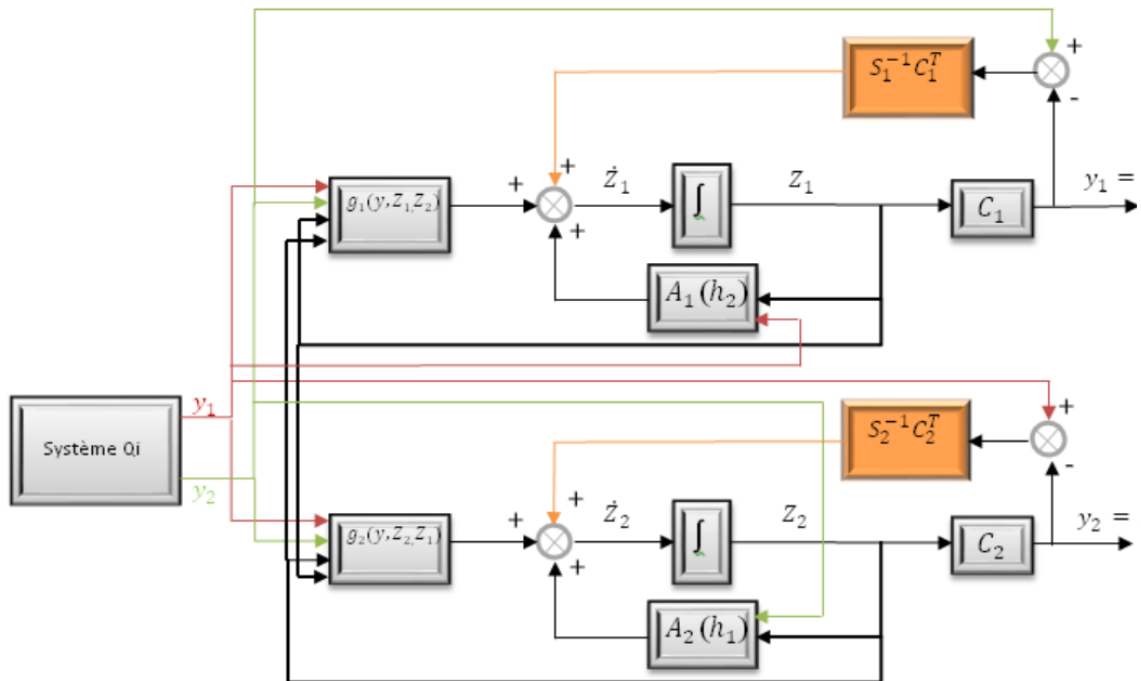 +
S₁⁻¹C₁ᵀ
-
+
g₁(y,Z₁,Z₂)
+
Ż₁
∫
Z₁
C₁
y₁ =
+
A₁(h₂)
y₁
+
Système Qi
S₂⁻¹C₂ᵀ
y₂
-
+
g₂(y,Z₂,Z₁)
+
Ż₂
∫
Z₂
C₂
y₂ =
+
A₂(h₁)